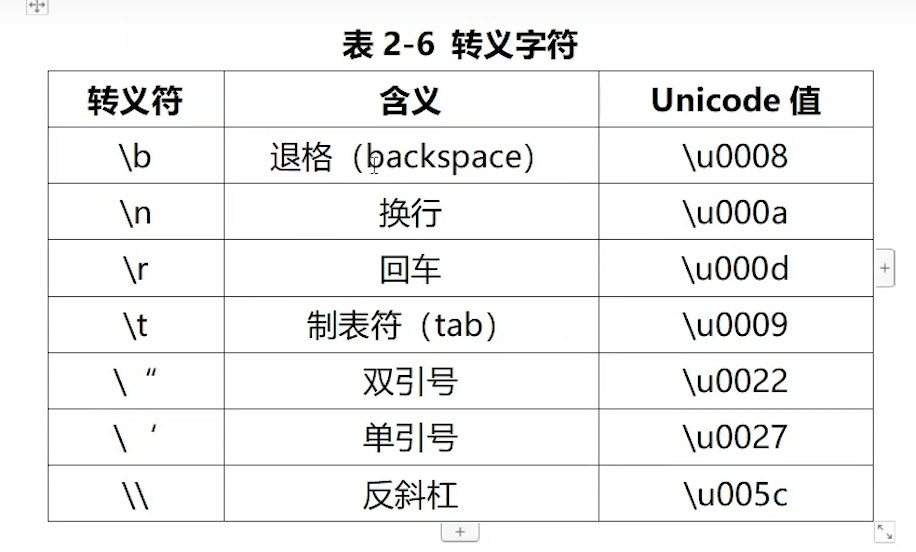 表 2-6 转义字符
转义符 含义 Unicode 值
\b 退格（backspace） \u0008
\n 换行 \u000a
\r 回车 \u000d
\t 制表符（tab） \u0009
\“ 双引号 \u0022
\‘ 单引号 \u0027
\\ 反斜杠 \u005c